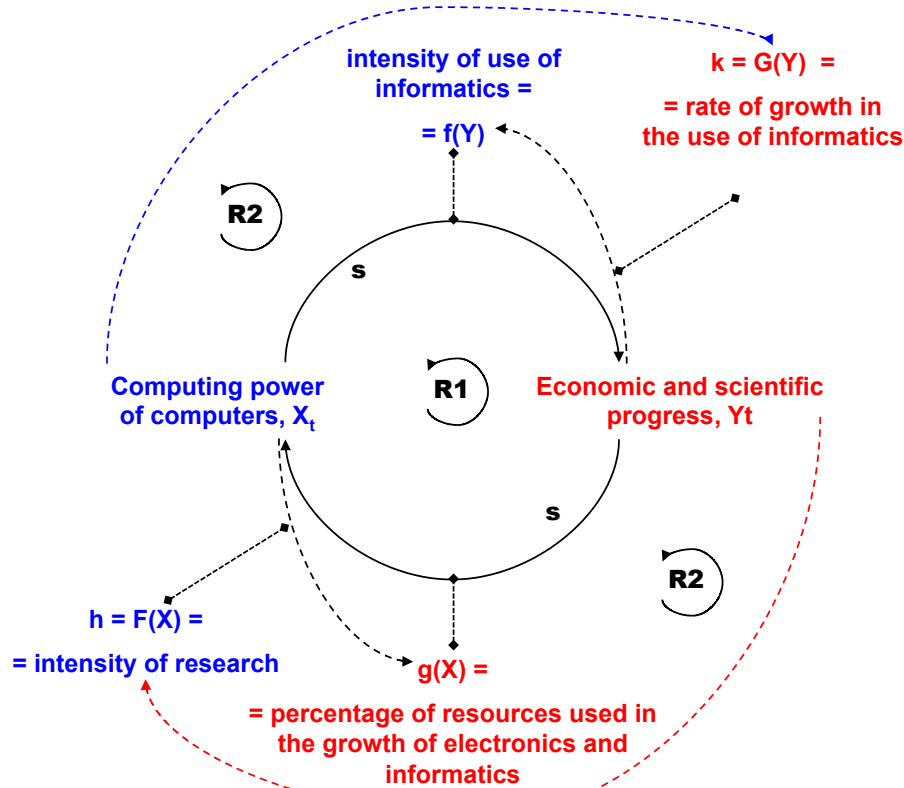 intensity of use of
informatics =
= f(Y)
k = G(Y) =
= rate of growth in
the use of informatics
R2
s
Computing power
of computers, Xt
R1
Economic and scientific
progress, Yt
s
R2
h = F(X) =
= intensity of research
g(X) =
= percentage of resources used in
the growth of electronics and
informatics